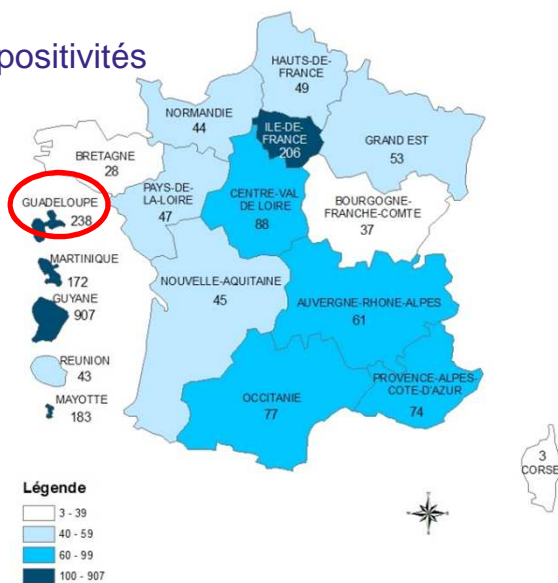 positivités
HAUTS-DE-
FRANCE
49
NORMANDIE
44
ILE-DE-
FRANCE
206
GRAND EST
53
BRETAGNE
28
PAYS-DE-
LA-LOIRE
47
CENTRE-VAL
DE LOIRE
88
BOURGOGNE-
FRANCHE-COMTE
37
GUADELOUPE
238
MARTINIQUE
172
GUYANE
907
NOUVELLE-AQUITAINE
45
AUVERGNE-RHONE-ALPES
61
REUNION
43
MAYOTTE
183
OCCITANIE
77
PROVENCE-ALPES-
COTE-D'AZUR
74
3
CORSE
Légende
3 - 39
40 - 59
60 - 99
100 - 907